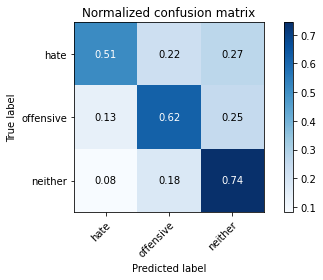 Normalized confusion matrix
True label
hate 0.51 0.22 0.27
offensive 0.13 0.62 0.25
neither 0.08 0.18 0.74
hate offensive neither
Predicted label
0.7
0.6
0.5
0.4
0.3
0.2
0.1